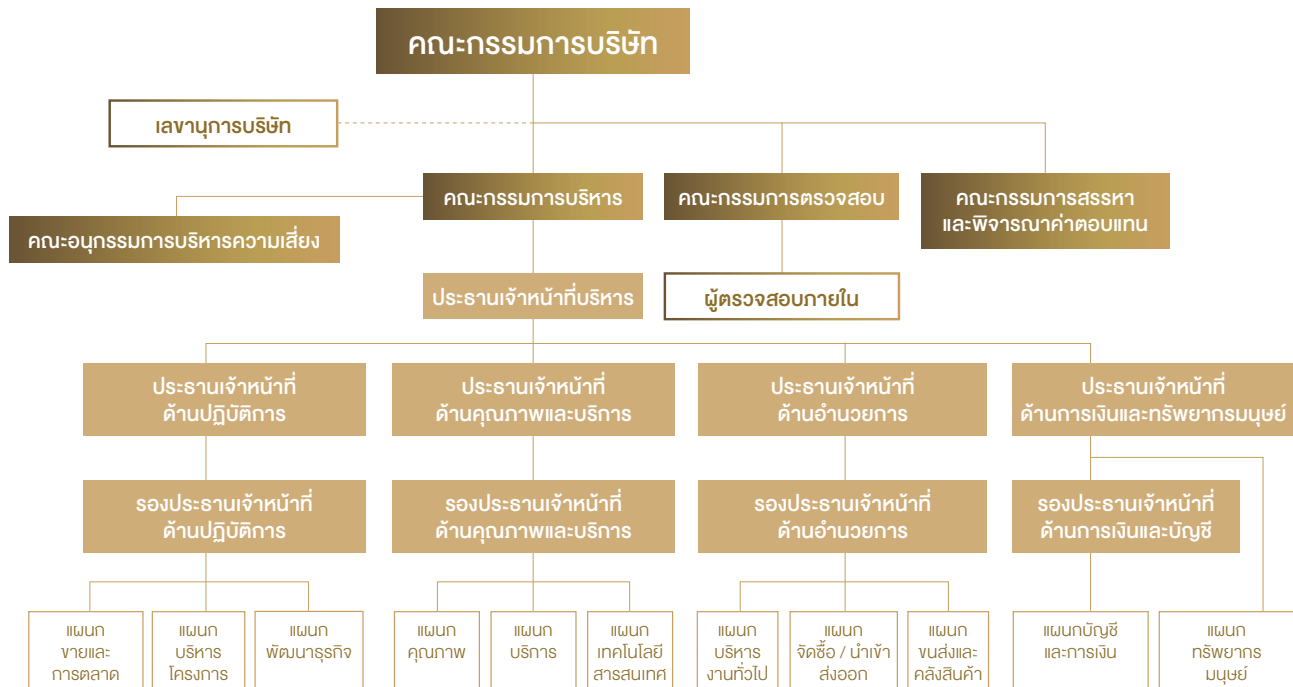 คณะกรรมการบริษัท
เลขานุการบริษัท
คณะกรรมการบริหาร
คณะกรรมการตรวจสอบ
คณะกรรมการสรรหา
และพิจารณาค่าตอบแทน
คณะอนุกรรมการบริหารความเสี่ยง
ประธานเจ้าหน้าที่บริหาร
ผู้ตรวจสอบภายใน
ประธานเจ้าหน้าที่
ด้านปฏิบัติการ
ประธานเจ้าหน้าที่
ด้านคุณภาพและบริการ
ประธานเจ้าหน้าที่
ด้านอำนวยการ
ประธานเจ้าหน้าที่
ด้านการเงินและทรัพยากรมนุษย์
รองประธานเจ้าหน้าที่
ด้านปฏิบัติการ
รองประธานเจ้าหน้าที่
ด้านคุณภาพและบริการ
รองประธานเจ้าหน้าที่
ด้านอำนวยการ
รองประธานเจ้าหน้าที่
ด้านการเงินและบัญชี
แผนก
ขายและ
การตลาด
แผนก
บริหาร
โครงการ
แผนก
พัฒนาธุรกิจ
แผนก
คุณภาพ
แผนก
บริการ
แผนก
เทคโนโลยี
สารสนเทศ
แผนก
บริหาร
งานทั่วไป
แผนก
จัดซื้อ / นำเข้า
ส่งออก
แผนก
ขนส่งและ
คลังสินค้า
แผนกบัญชี
และการเงิน
แผนก
ทรัพยากร
มนุษย์